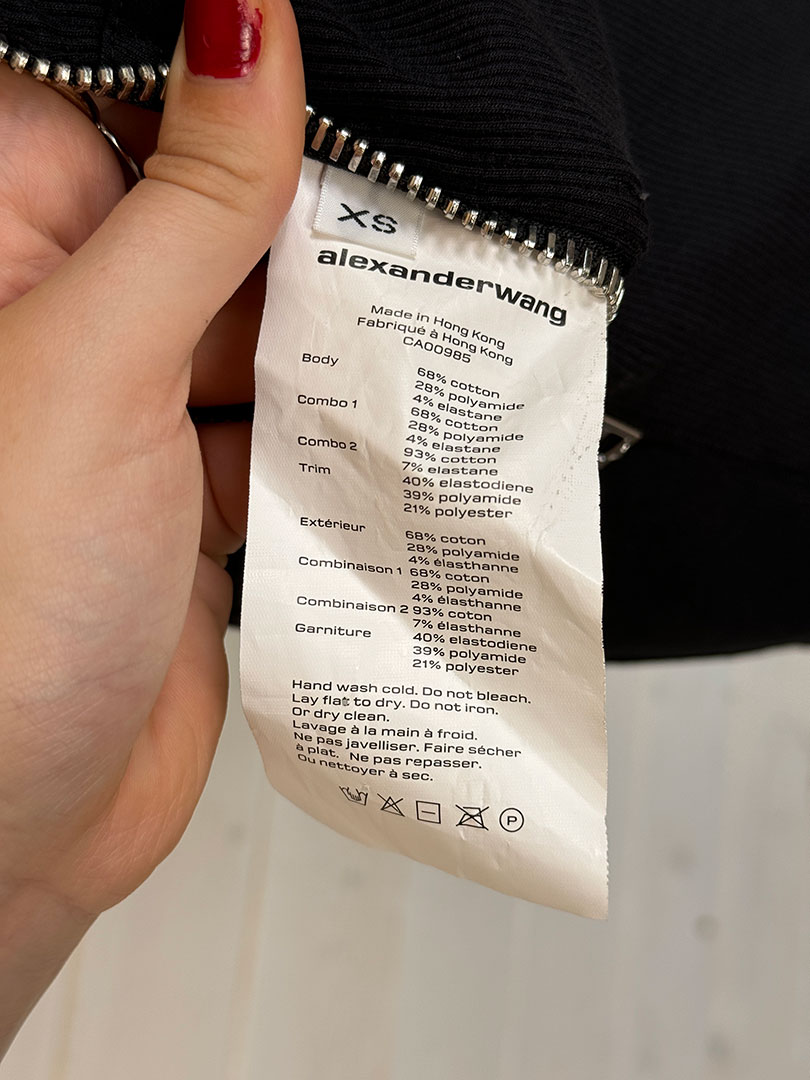 XS
alexanderwang
Made in Hong Kong
Fabriqué à Hong Kong
CA00985
Body 68% cotton
28% polyamide
4% elastane
Combo 1 68% cotton
28% polyamide
4% elastane
Combo 2 93% cotton
7% elastane
Trim 40% elastodiene
39% polyamide
21% polyester
Extérieur 68% coton
28% polyamide
4% élasthanne
Combinaison 1 68% coton
28% polyamide
4% élasthanne
Combinaison 2 93% coton
7% élasthanne
Garniture 40% elastodiene
39% polyamide
21% polyester
Hand wash cold. Do not bleach.
Lay flat to dry. Do not iron.
Or dry clean.
Lavage à la main à froid.
Ne pas javelliser. Faire sécher
à plat. Ne pas repasser.
Ou nettoyer à sec.
P